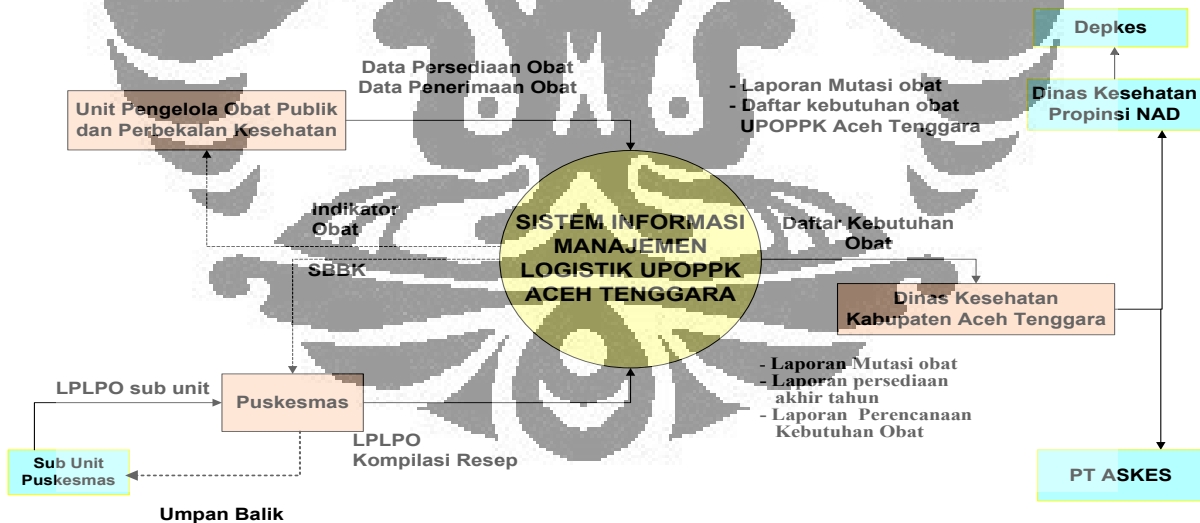 Depkes
Data Persediaan Obat
Data Penerimaan Obat
- Laporan Mutasi obat
- Daftar kebutuhan obat
UPOPPK Aceh Tenggara
Dinas Kesehatan
Propinsi NAD
Unit Pengelola Obat Publik
dan Perbekalan Kesehatan
Indikator
Obat
SISTEM INFORMASI
MANAJEMEN
LOGISTIK UPOPPK
ACEH TENGGARA
Daftar Kebutuhan
Obat
SBBK
Dinas Kesehatan
Kabupaten Aceh Tenggara
- Laporan Mutasi obat
- Laporan persediaan
akhir tahun
- Laporan Perencanaan
Kebutuhan Obat
LPLPO sub unit
Puskesmas
LPLPO
Kompilasi Resep
Sub Unit
Puskesmas
PT ASKES
Umpan Balik